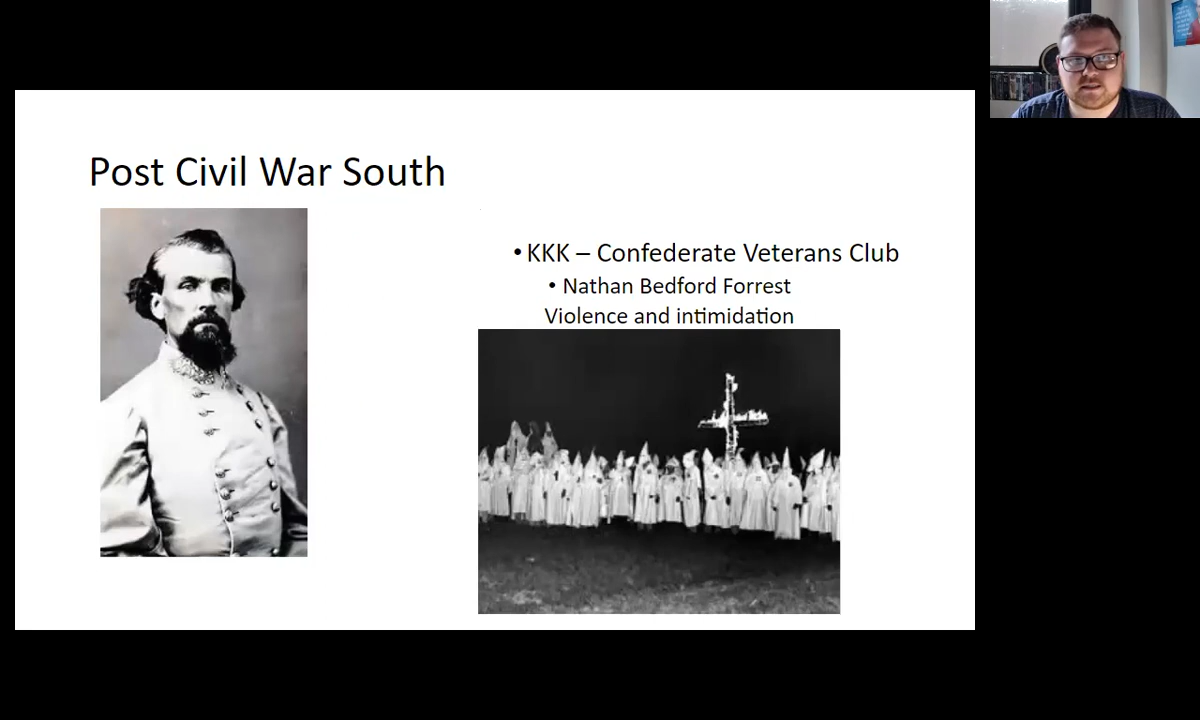 Post Civil War South
• KKK – Confederate Veterans Club
• Nathan Bedford Forrest
Violence and intimidation